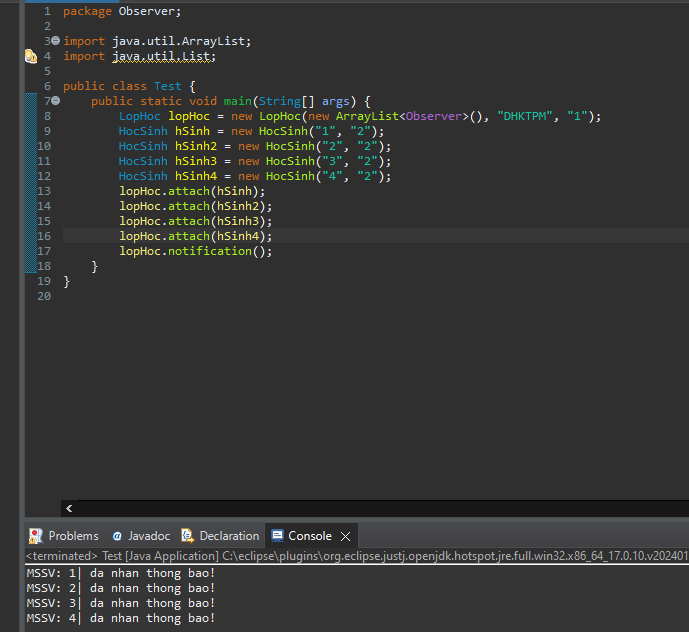 1 package Observer;
2
3 import java.util.ArrayList;
4 import java.util.List;
5
6 public class Test {
7     public static void main(String[] args) {
8         LopHoc lopHoc = new LopHoc(new ArrayList<Observer>(), "DHKTPM", "1");
9         HocSinh hSinh = new HocSinh("1", "2");
10         HocSinh hSinh2 = new HocSinh("2", "2");
11         HocSinh hSinh3 = new HocSinh("3", "2");
12         HocSinh hSinh4 = new HocSinh("4", "2");
13         lopHoc.attach(hSinh);
14         lopHoc.attach(hSinh2);
15         lopHoc.attach(hSinh3);
16         lopHoc.attach(hSinh4);
17         lopHoc.notification();
18     }
19 }
20
Problems @ Javadoc Declaration Console
<terminated> Test [Java Application] C:\eclipse\plugins\org.eclipse.justj.openjdk.hotspot.jre.full.win32.x86_64_17.0.10.v202401
MSSV: 1| da nhan thong bao!
MSSV: 2| da nhan thong bao!
MSSV: 3| da nhan thong bao!
MSSV: 4| da nhan thong bao!